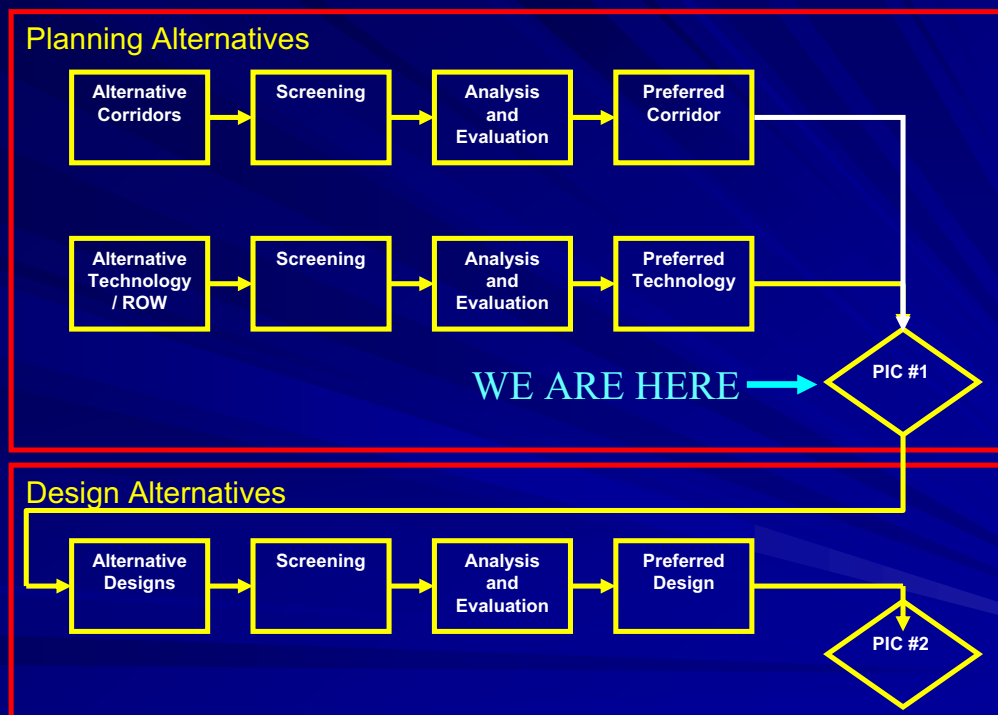 Planning Alternatives
Alternative
Corridors
Screening
Analysis
and
Evaluation
Preferred
Corridor
Alternative
Technology
/ ROW
Screening
Analysis
and
Evaluation
Preferred
Technology
PIC #1
WE ARE HERE
Design Alternatives
Alternative
Designs
Screening
Analysis
and
Evaluation
Preferred
Design
PIC #2